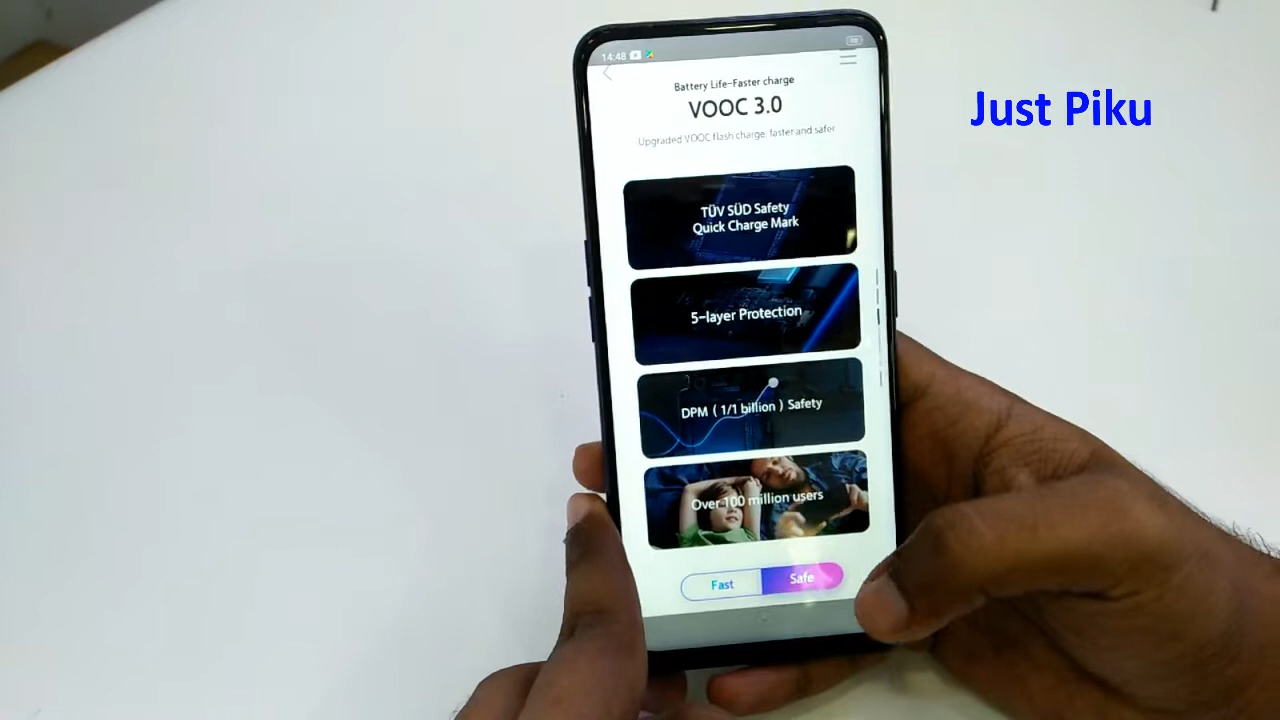 14:48
Battery Life-Faster charge
VOOC 3.0
Upgraded VOOC flash charge, faster and safer
TÜV SÜD Safety
Quick Charge Mark
5-layer Protection
DPM ( 1/1 billion ) Safety
Over 100 million users
Fast
Safe
Just Piku